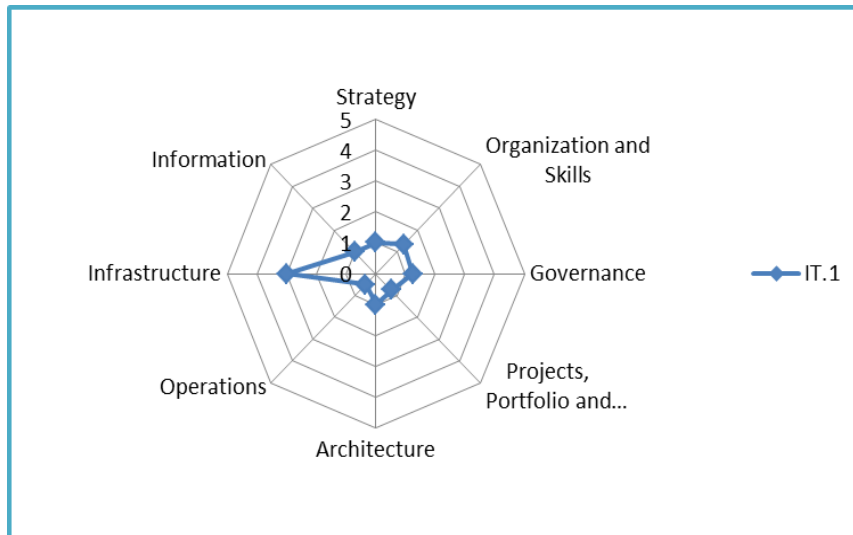 Strategy
5
4
3
2
1
0
Organization and
Skills
Governance
Projects,
Portfolio and...
Architecture
Operations
Infrastructure
Information
IT.1